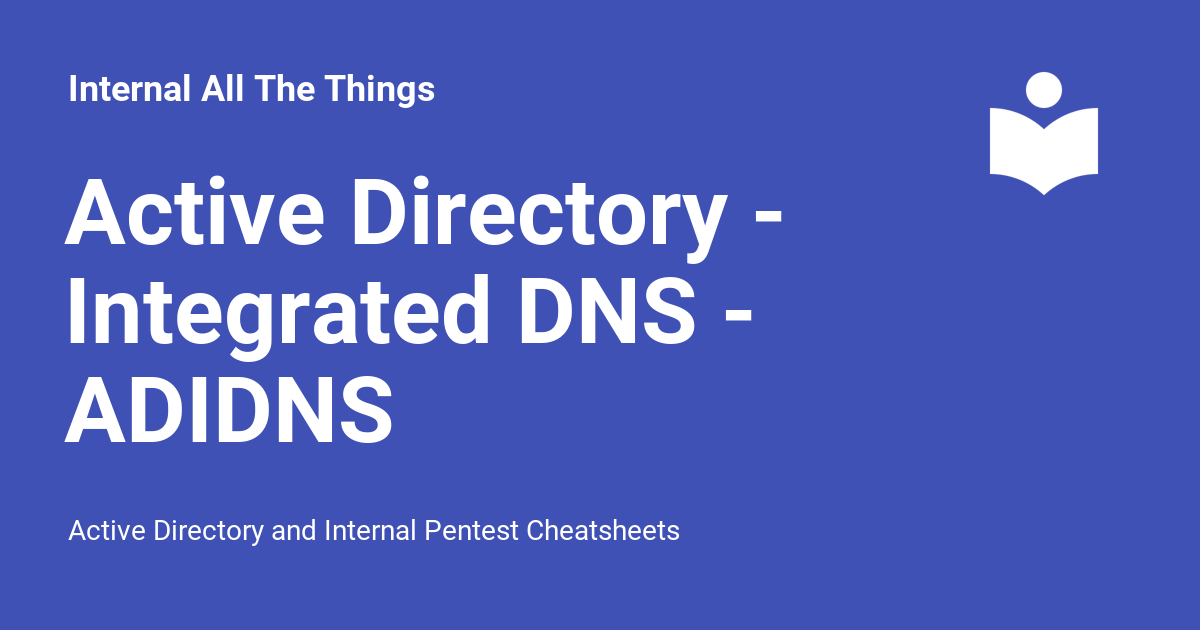 Internal All The Things
Active Directory -
Integrated DNS -
ADIDNS
Active Directory and Internal Pentest Cheatsheets